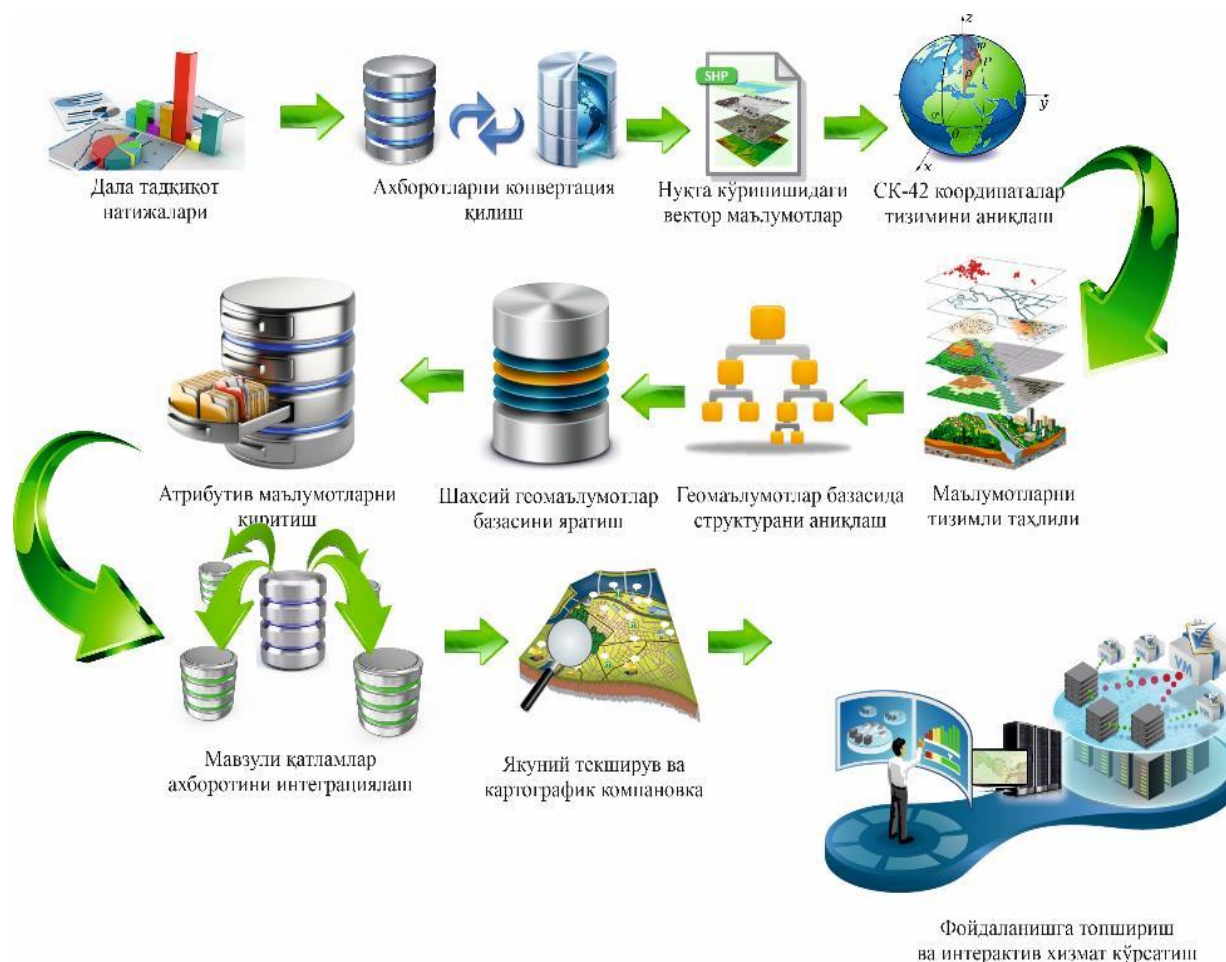 Дала тадқиқот
натижалари
Ахборотларни конвертация
қилиш
SHP
Нуқта кўринишидаги
вектор маълумотлар
z
P
ρ
y
x
СК-42 координаталар
тизимини аниқлаш
Атрибутив маълумотларни
киритиш
Шахсий геомаълумотлар
базасини яратиш
Геомаълумотлар базасида
структурани аниқлаш
Маълумотларни
тизимли таҳлили
Мавзули қатламлар
ахборотини интеграциялаш
Якуний текширув ва
картографик компановка
VM
Фойдаланишга топшириш
ва интерактив хизмат кўрсатиш